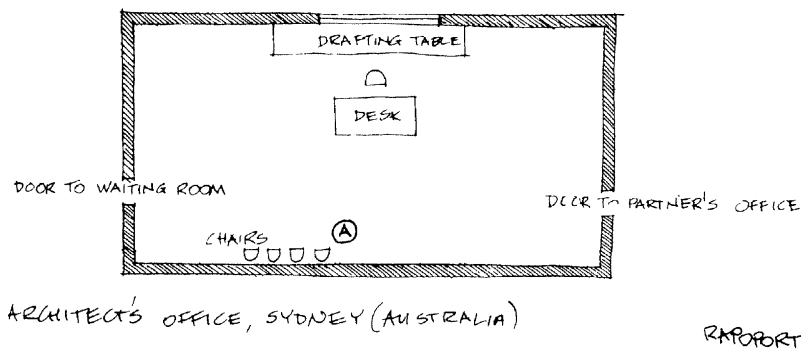 DRAFTING TABLE
DESK
DOOR TO WAITING ROOM
DOOR TO PARTNER'S OFFICE
CHAIRS
A
ARCHITECT'S OFFICE, SYDNEY (AUSTRALIA)
RAPOPORT